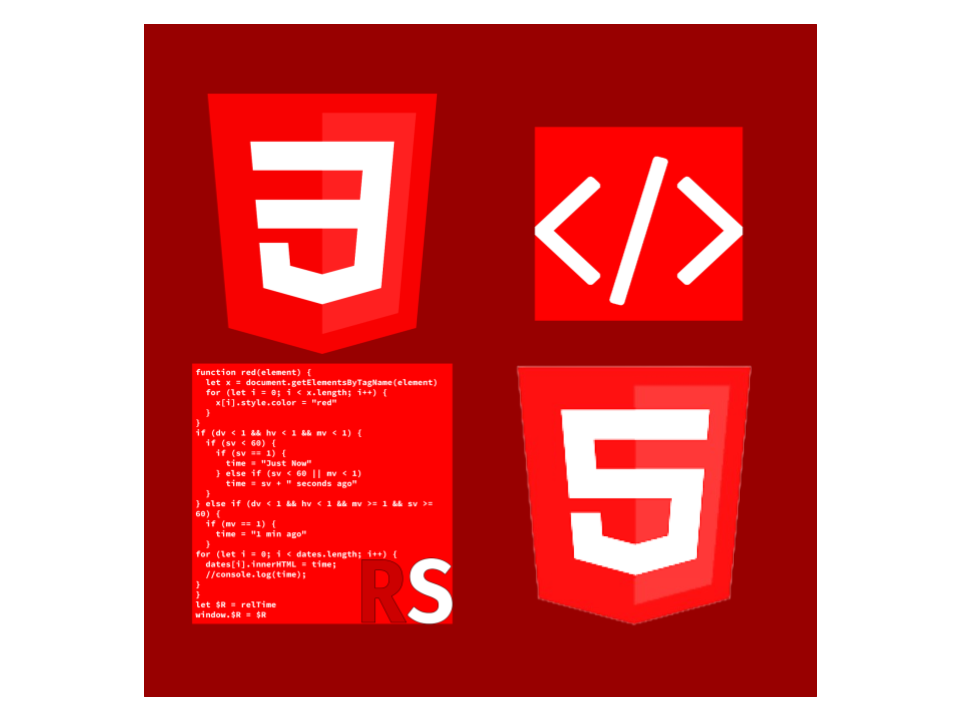 3
</>
function red(element) {
let x = document.getElementsByTagName(element)
for (let i = 0; i < x.length; i++) {
x[i].style.color = "red"
}
}
if (dv < 1 && hv < 1 && mv < 1) {
if (sv < 60) {
if (sv == 1) {
time = "Just Now"
} else if (sv < 60 || mv < 1)
time = sv + " seconds ago"
}
} else if (dv < 1 && hv < 1 && mv >= 1 && sv >=
60) {
if (mv == 1) {
time = "1 min ago"
}
for (let i = 0; i < dates.length; i++) {
dates[i].innerHTML = time;
//console.log(time);
}
}
let $R = relTime
window.$R = $R
RS
5